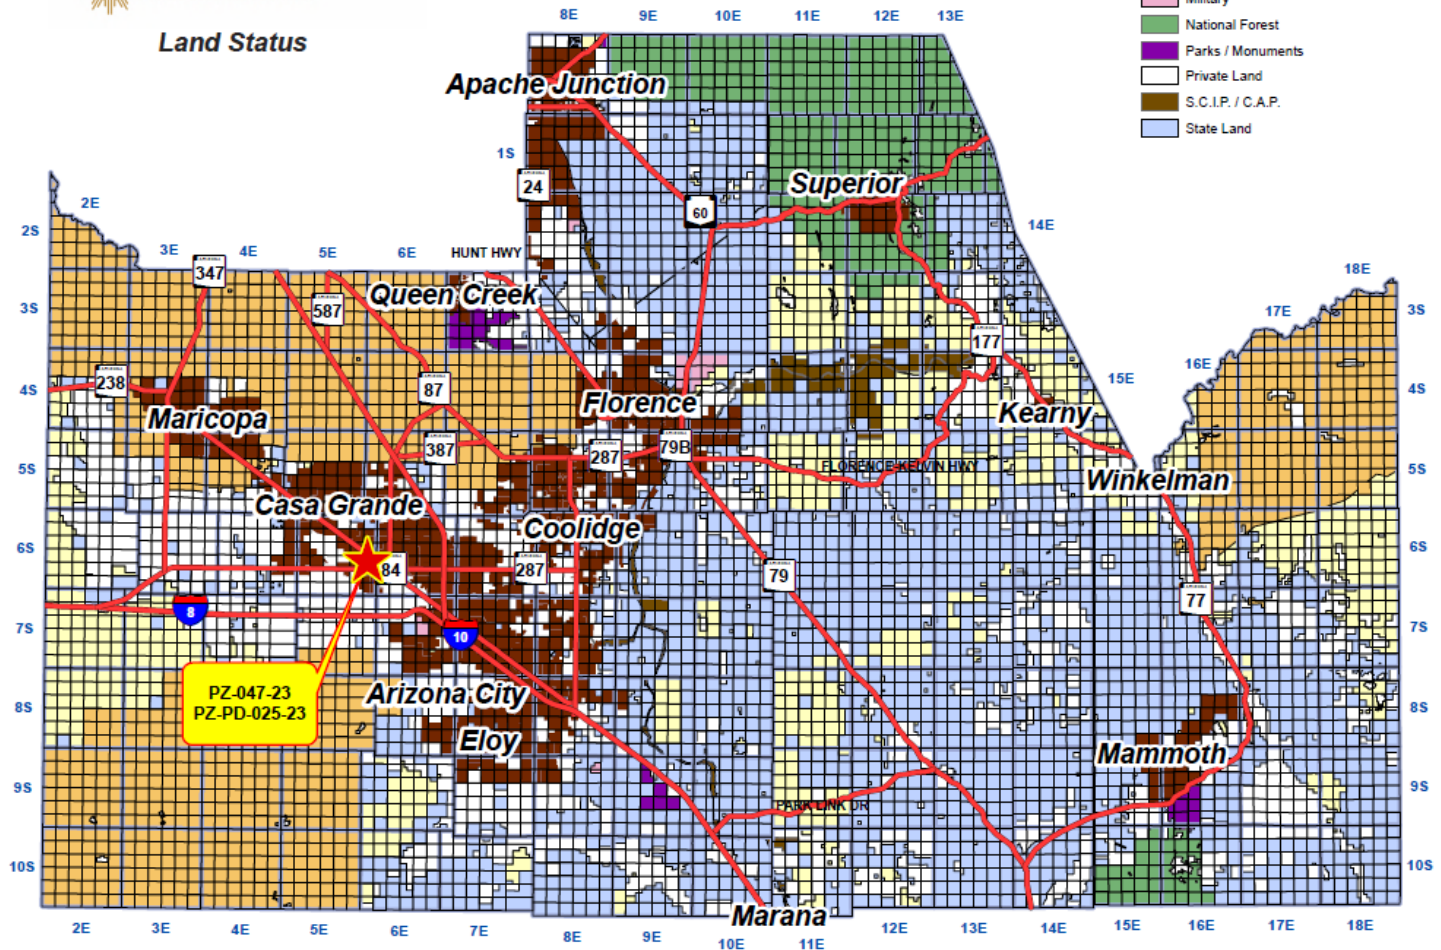 Land Status
Military
National Forest
Parks / Monuments
Private Land
S.C.I.P. / C.A.P.
State Land
8E 9E 10E 11E 12E 13E
Apache Junction
1S
24
Superior
60
2E
2S
14E
3E 4E 5E 6E
HUNT HWY
347
18E
Queen Creek
587
3S
17E
3S
177
16E
238
87
4S
15E
4S
Florence
Maricopa
Kearny
387
287
79B
5S
FLORENCE-KELVIN HWY
5S
Winkelman
Casa Grande
Coolidge
6S
6S
84
287
79
77
8
10
7S
7S
PZ-047-23
PZ-PD-025-23
Arizona City
8S
8S
Eloy
Mammoth
9S
9S
PARK LINK DR
10S
10S
Marana
2E 3E 4E 5E 6E 7E 8E 9E 10E 11E 12E 13E 14E 15E 16E 17E 18E